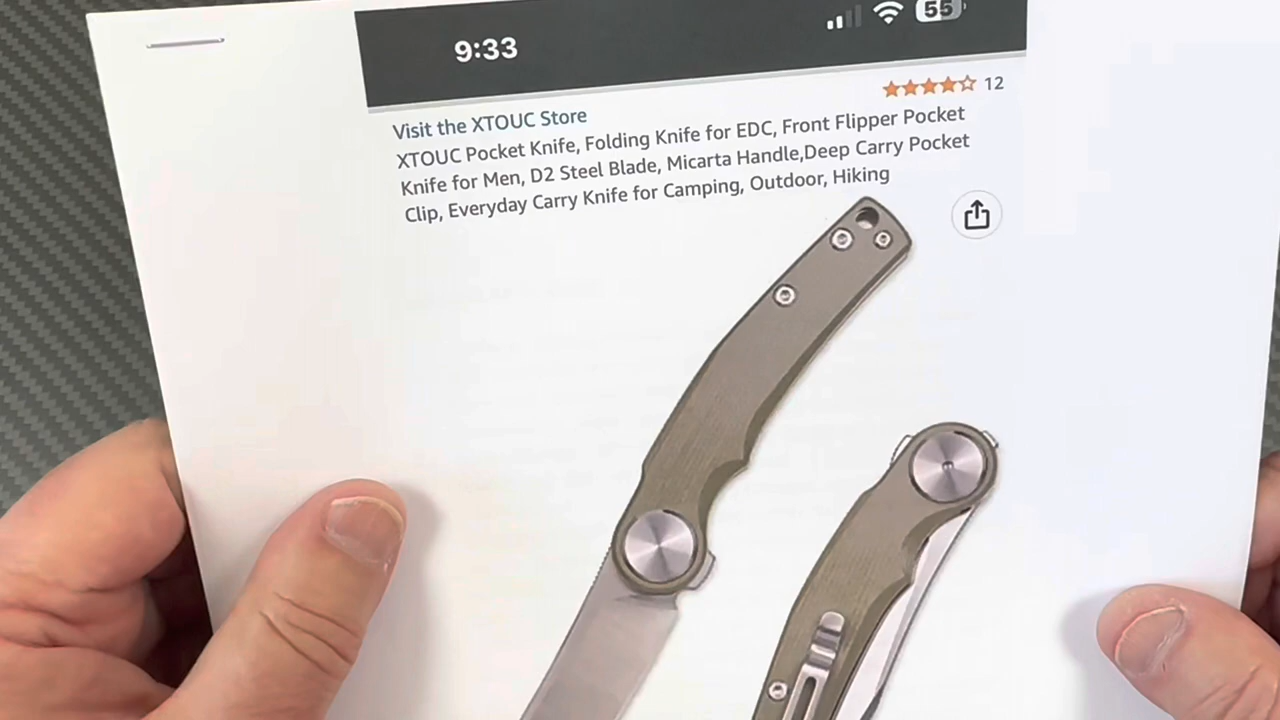 9:33
55
Visit the XTOUC Store
12
XTOUC Pocket Knife, Folding Knife for EDC, Front Flipper Pocket
Knife for Men, D2 Steel Blade, Micarta Handle,Deep Carry Pocket
Clip, Everyday Carry Knife for Camping, Outdoor, Hiking